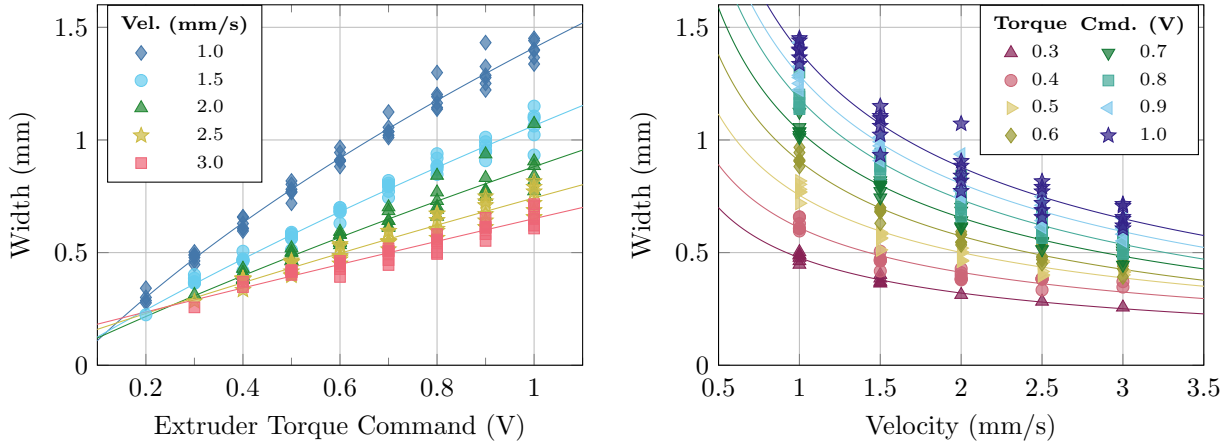 Vel. (mm/s)
1.0
1.5
2.0
2.5
3.0
1.5
1
0.5
0
Width (mm)
0.2 0.4 0.6 0.8 1
Extruder Torque Command (V)
Torque Cmd. (V)
0.3 0.7
0.4 0.8
0.5 0.9
0.6 1.0
1.5
1
0.5
0
Width (mm)
0.5 1 1.5 2 2.5 3 3.5
Velocity (mm/s)